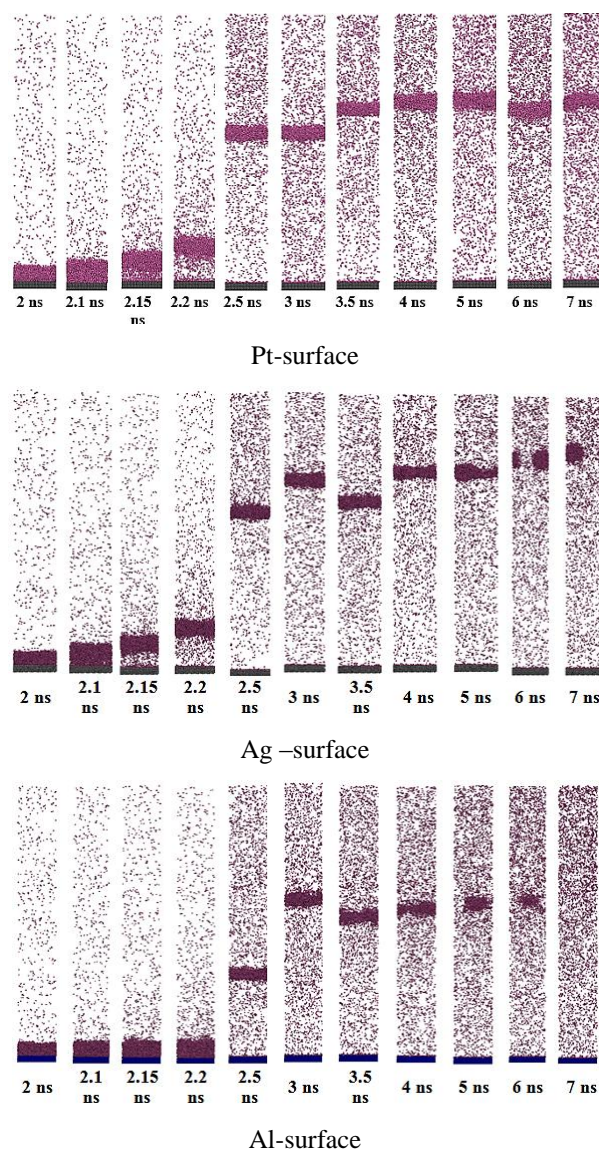 2 ns 2.1 ns 2.15 2.2 ns 2.5 ns 3 ns 3.5 ns 4 ns 5 ns 6 ns 7 ns
ns
Pt-surface
2 ns 2.1 2.15 2.2 2.5 3 ns 3.5 4 ns 5 ns 6 ns 7 ns
ns ns ns ns ns
Ag –surface
2 ns 2.1 2.15 2.2 2.5 3 ns 3.5 4 ns 5 ns 6 ns 7 ns
ns ns ns ns ns
Al-surface